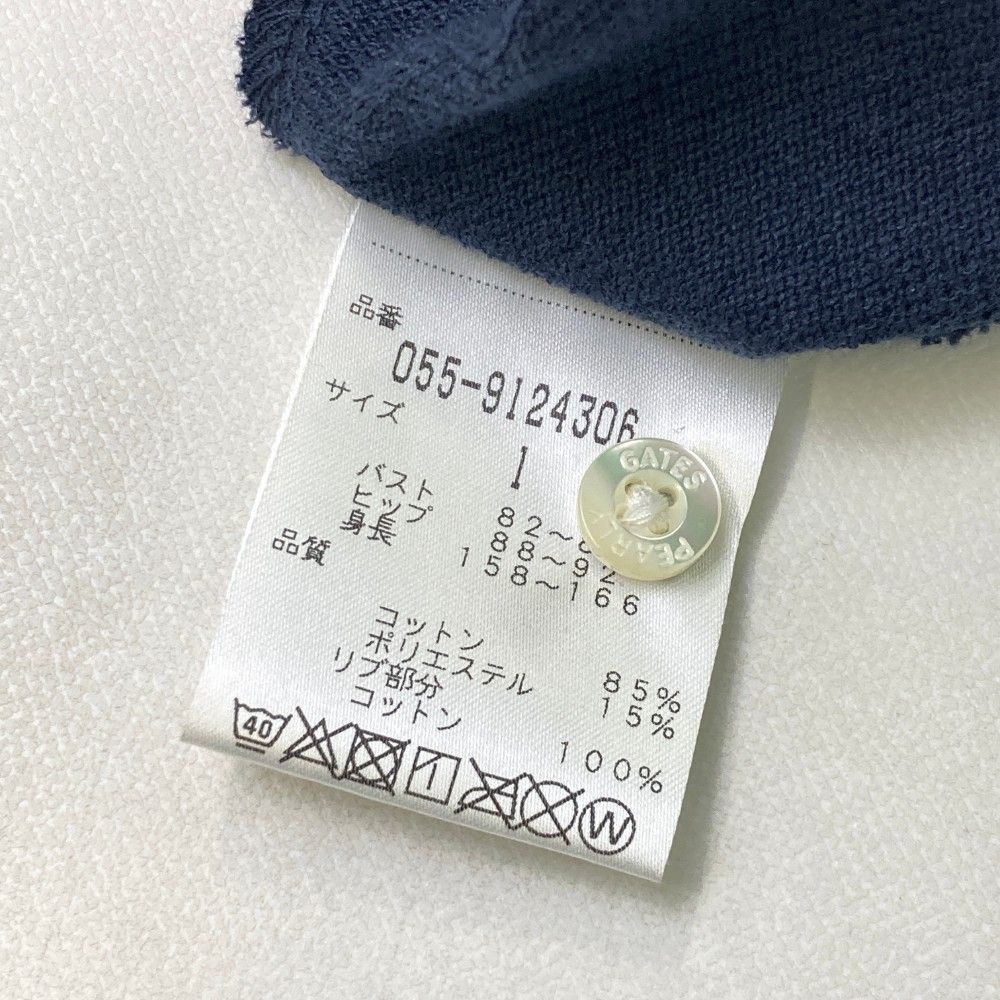 品番
055-9124306
サイズ
1
バスト 82〜
ヒップ 88〜92
身長 158〜166
品質
コットン 85%
ポリエステル 15%
リブ部分
コットン 100%
40
W
GATES
PEARLY